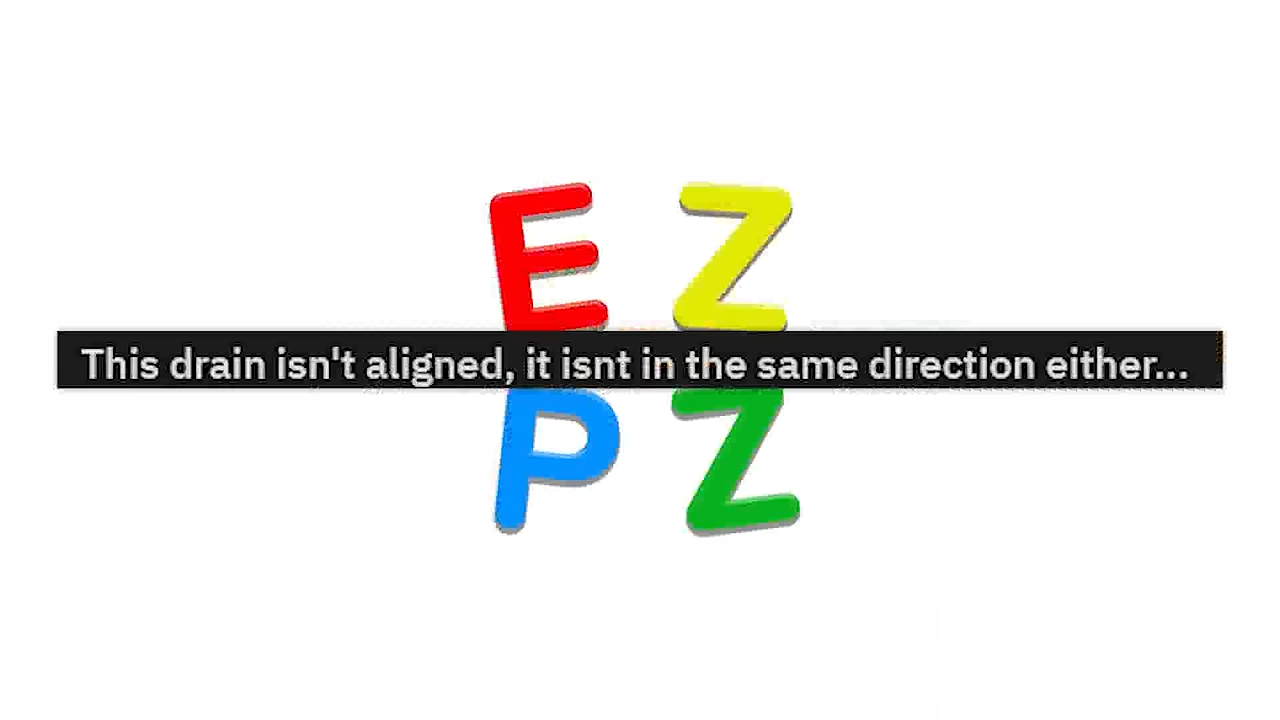 E Z
This drain isn't aligned, it isnt in the same direction either...
P Z